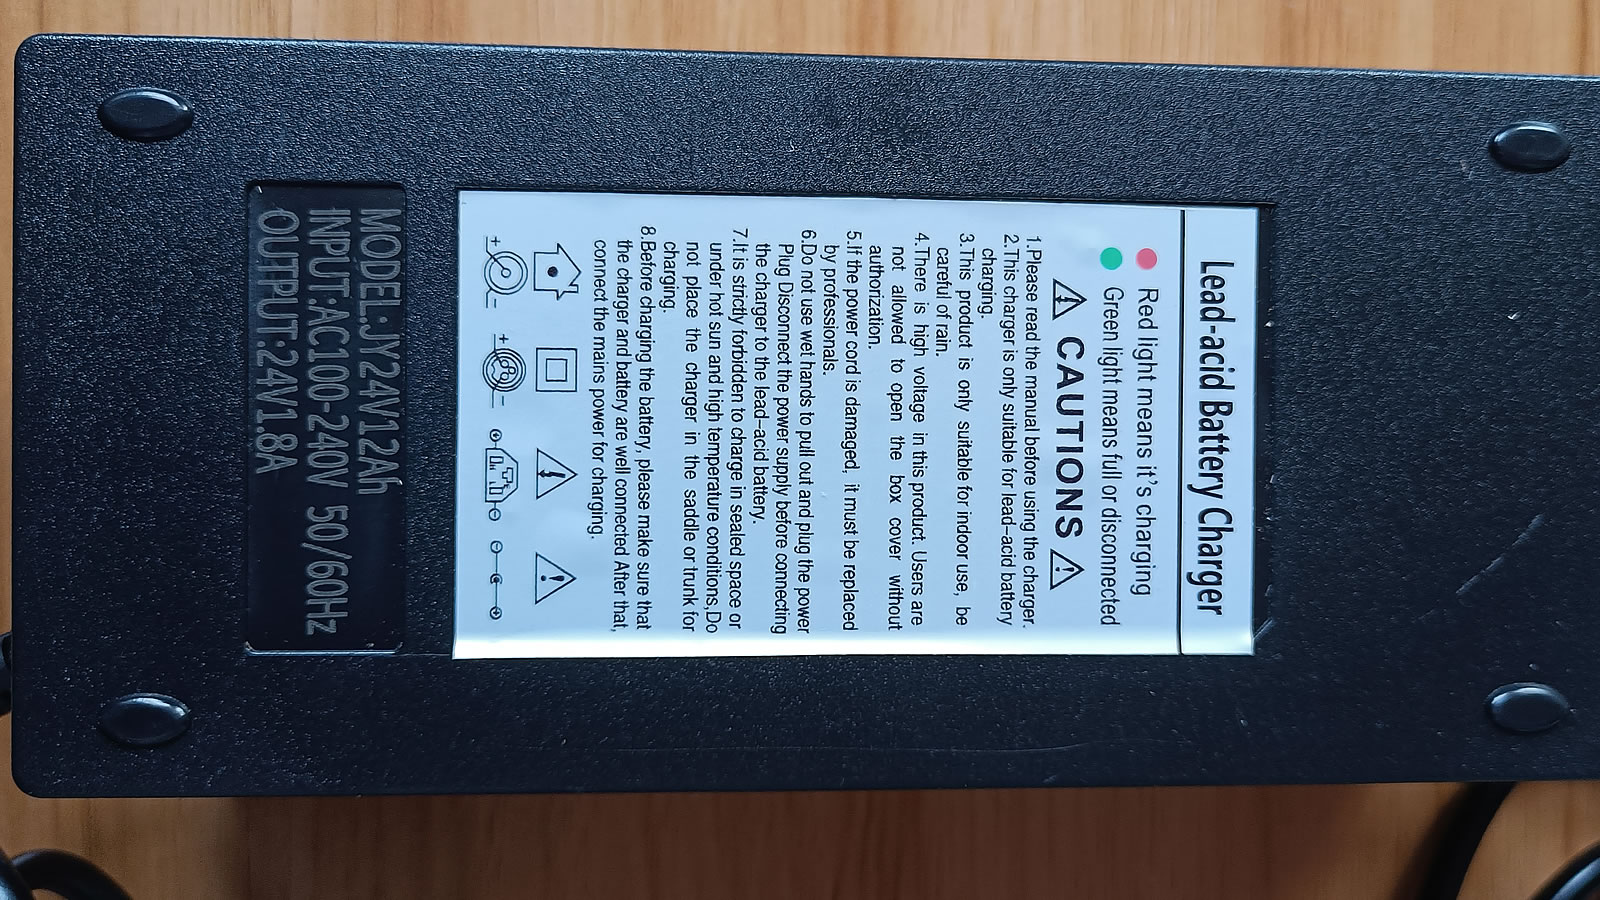 Lead-acid Battery Charger
Red light means it's charging
Green light means full or disconnected
CAUTIONS
1.Please read the manual before using the charger.
2.This charger is only suitable for lead-acid battery
charging.
3.This product is only suitable for indoor use, be
careful of rain.
4.There is high voltage in this product. Users are
not allowed to open the box cover without
authorization.
5.If the power cord is damaged, it must be replaced
by professionals.
6.Do not use wet hands to pull out and plug the power
Plug Disconnect the power supply before connecting
the charger to the lead-acid battery.
7.It is strictly forbidden to charge in sealed space or
under hot sun and high temperature conditions,Do
not place the charger in the saddle or trunk for
charging.
8.Before charging the battery, please make sure that
the charger and battery are well connected After that,
connect the mains power for charging.
MODEL:JY24V12Ah
INPUT:AC100-240V 50/60Hz
OUTPUT:24V1.8A